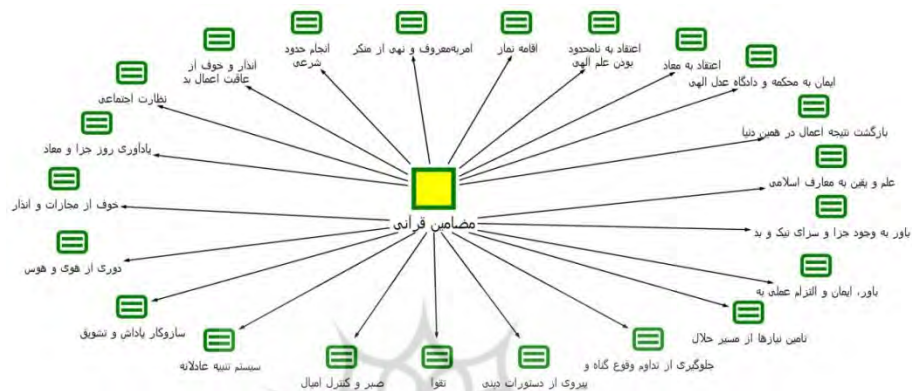 امربه‌معروف و نهی از منکر
اقامه نماز
اعتقاد به نامحدود
بودن علم الهی
اعتقاد به معاد
ایمان به محکمه و دادگاه عدل الهی
بازگشت نتیجه اعمال در همین دنیا
علم و یقین به معارف اسلامی
باور به وجود جزا و سزای نیک و بد
باور، ایمان و التزام عملی به
تامین نیازها از مسیر حلال
جلوگیری از تداوم وقوع گناه و
پیروی از دستورات دینی
تقوا
صبر و کنترل امیال
سیستم تنبیه عادلانه
سازوکار پاداش و تشویق
دوری از هوی و هوس
خوف از مجازات و انذار
یادآوری روز جزا و معاد
نظارت اجتماعی
انذار و خوف از
عاقبت اعمال بد
انجام حدود
شرعی
مضامین قرآنی